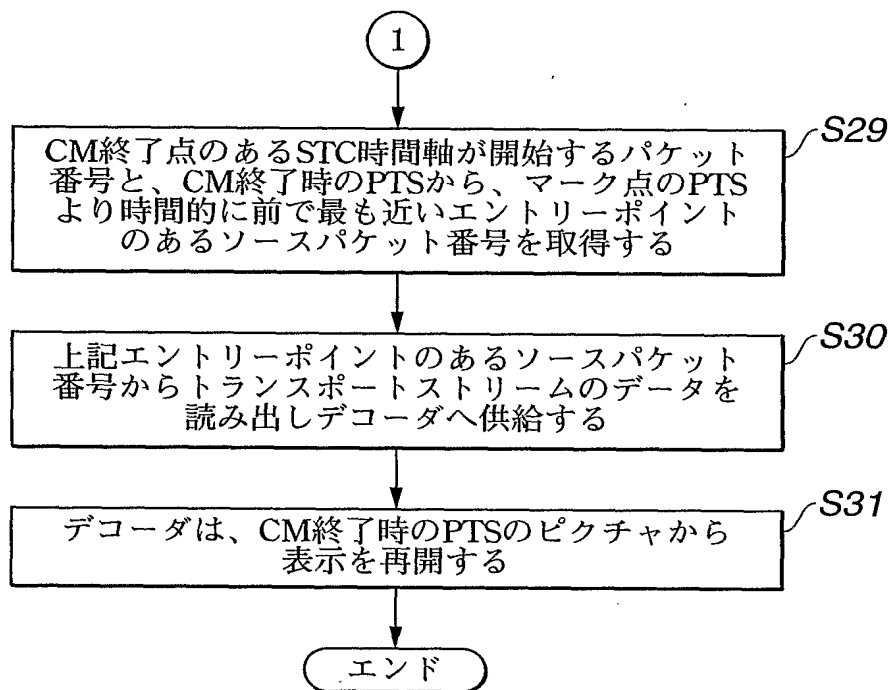 1
S29
CM終了点のあるSTC時間軸が開始するパケット
番号と、CM終了時のPTSから、マーク点のPTS
より時間的に前で最も近いエントリーポイント
のあるソースパケット番号を取得する
S30
上記エントリーポイントのあるソースパケット
番号からトランスポートストリームのデータを
読み出しデコーダへ供給する
S31
デコーダは、CM終了時のPTSのピクチャから
表示を再開する
エンド